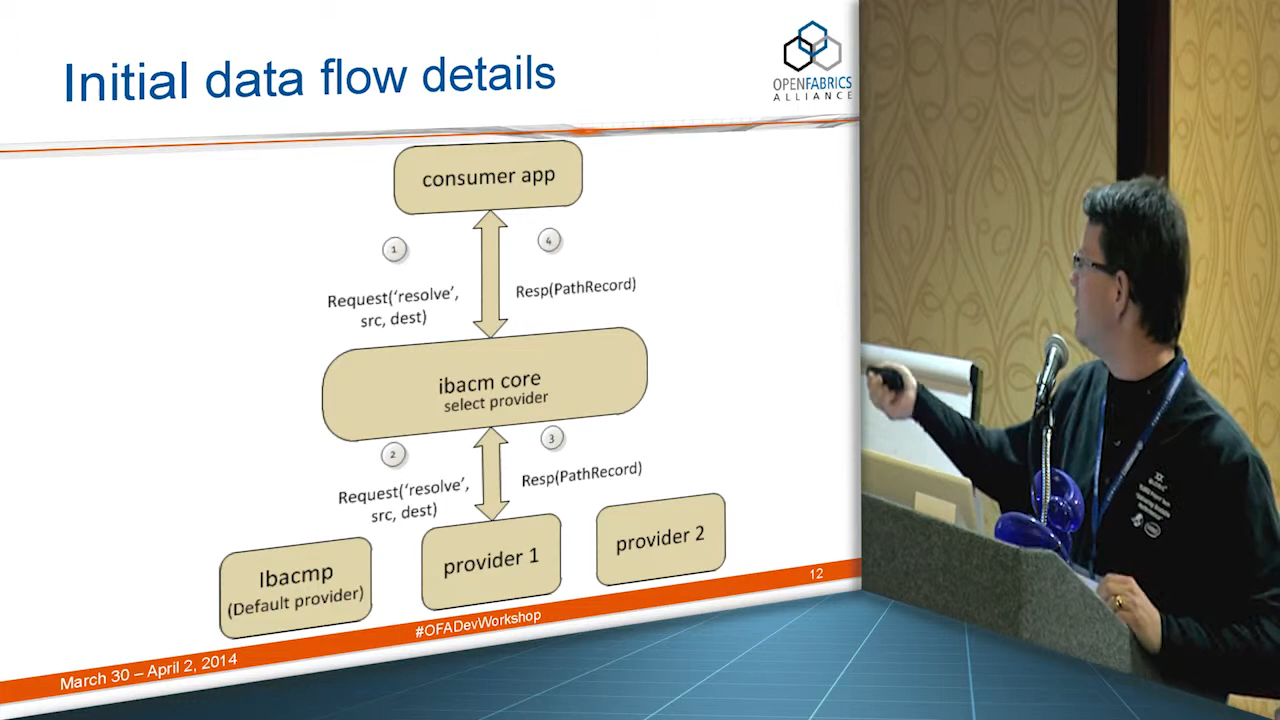 Initial data flow details
OPENFABRICS
ALLIANCE
consumer app
1
4
Request('resolve',
src, dest)
Resp(PathRecord)
ibacm core
select provider
2
3
Request('resolve',
src, dest)
Resp(PathRecord)
Ibacmp
(Default provider)
provider 1
provider 2
12
#OFADevWorkshop
March 30 – April 2, 2014